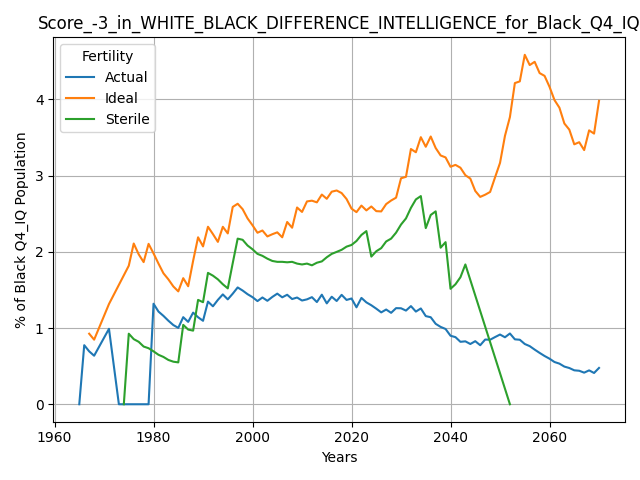 Score_-3_in_WHITE_BLACK_DIFFERENCE_INTELLIGENCE_for_Black_Q4_IQ
Fertility
Actual
Ideal
Sterile
% of Black Q4_IQ Population
4
3
2
1
0
1960 1980 2000 2020 2040 2060
Years